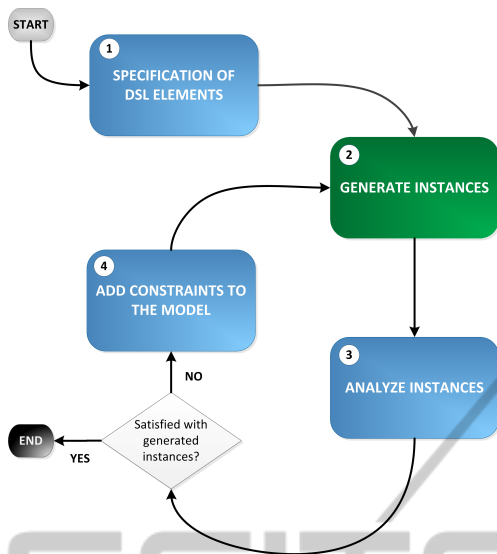 START
1
SPECIFICATION OF
DSL ELEMENTS
2
GENERATE INSTANCES
4
ADD CONSTRAINTS TO
THE MODEL
3
ANALYZE INSTANCES
NO
Satisfied with
generated
instances?
END
YES